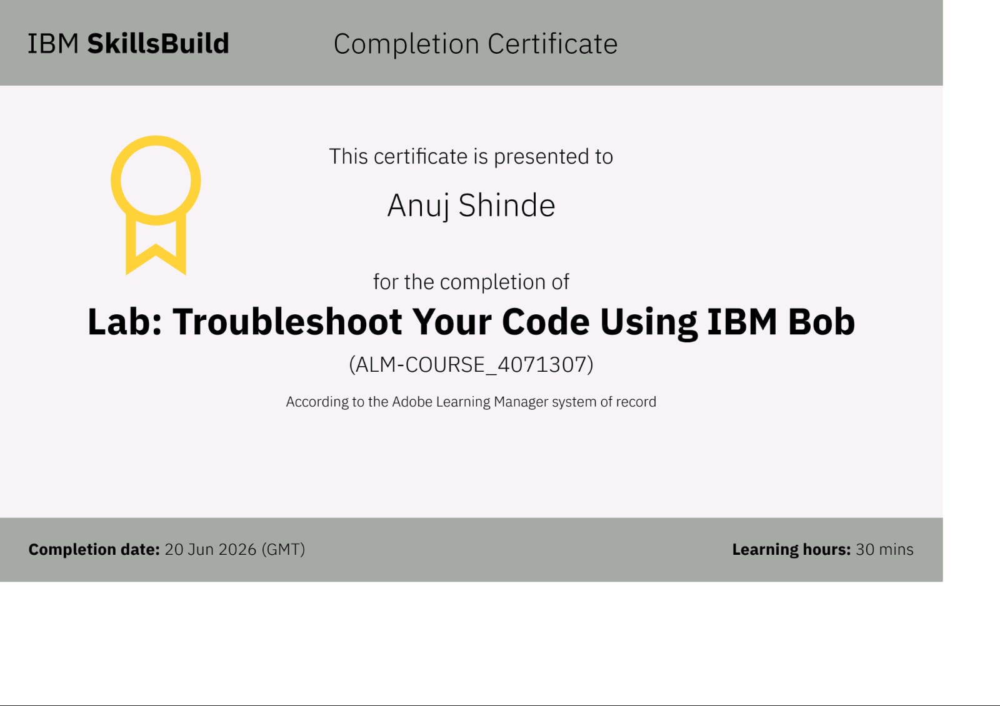 IBM SkillsBuild
Completion Certificate
This certificate is presented to
Anuj Shinde
for the completion of
Lab: Troubleshoot Your Code Using IBM Bob
(ALM-COURSE_4071307)
According to the Adobe Learning Manager system of record
Completion date: 20 Jun 2026 (GMT)
Learning hours: 30 mins